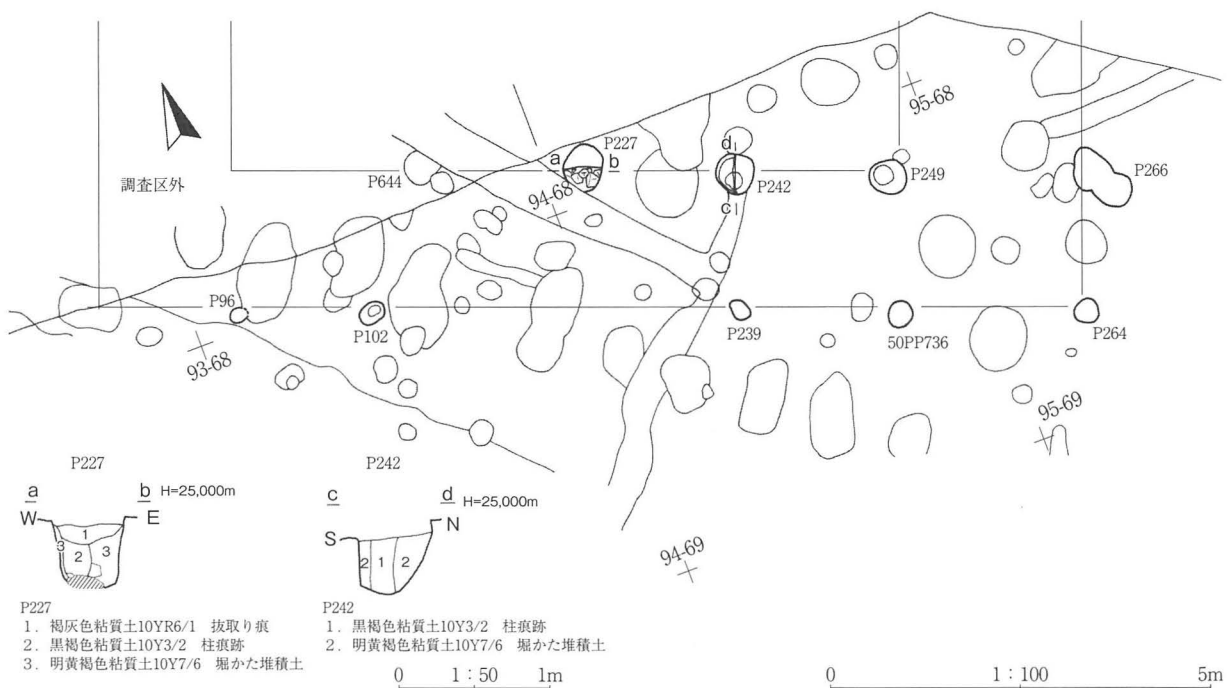 95-68
d
P227
a
b
P644
P242
P249
P266
調査区外
94-68
c
P96
P102
P239
50PP736
P264
93-68
95-69
P227
P242
a b H=25,000m
W E
1
3 2 3
c d H=25,000m
S N
2 1 2
94-69
P227
1. 褐灰色粘質土10YR6/1 抜取り痕
2. 黒褐色粘質土10Y3/2 柱痕跡
3. 明黄褐色粘質土10Y7/6 堀かた堆積土
P242
1. 黒褐色粘質土10Y3/2 柱痕跡
2. 明黄褐色粘質土10Y7/6 堀かた堆積土
0 1:50 1m
0 1:100 5m